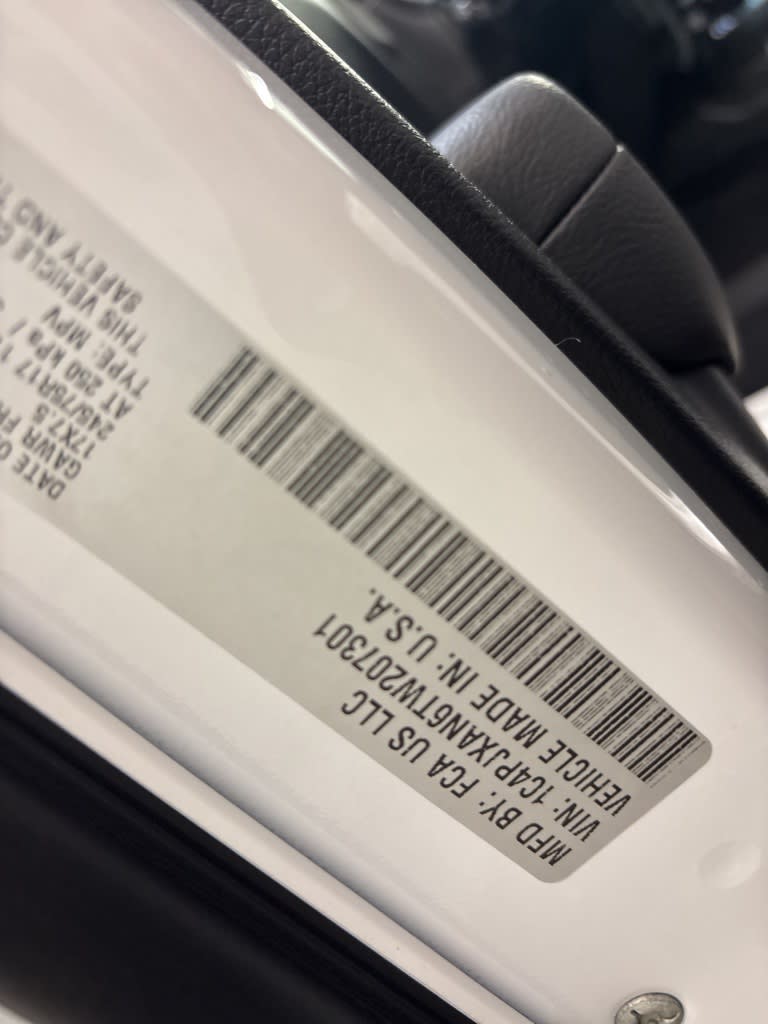 MFD BY: FCA US LLC
VIN: 1C4PJXAN6TW207301
VEHICLE MADE IN: U.S.A.
DATE
GAWR
17X7.5
245/75R17
AT 250 kPa /
TYPE: MPV
THIS VEHICLE
SAFETY AND